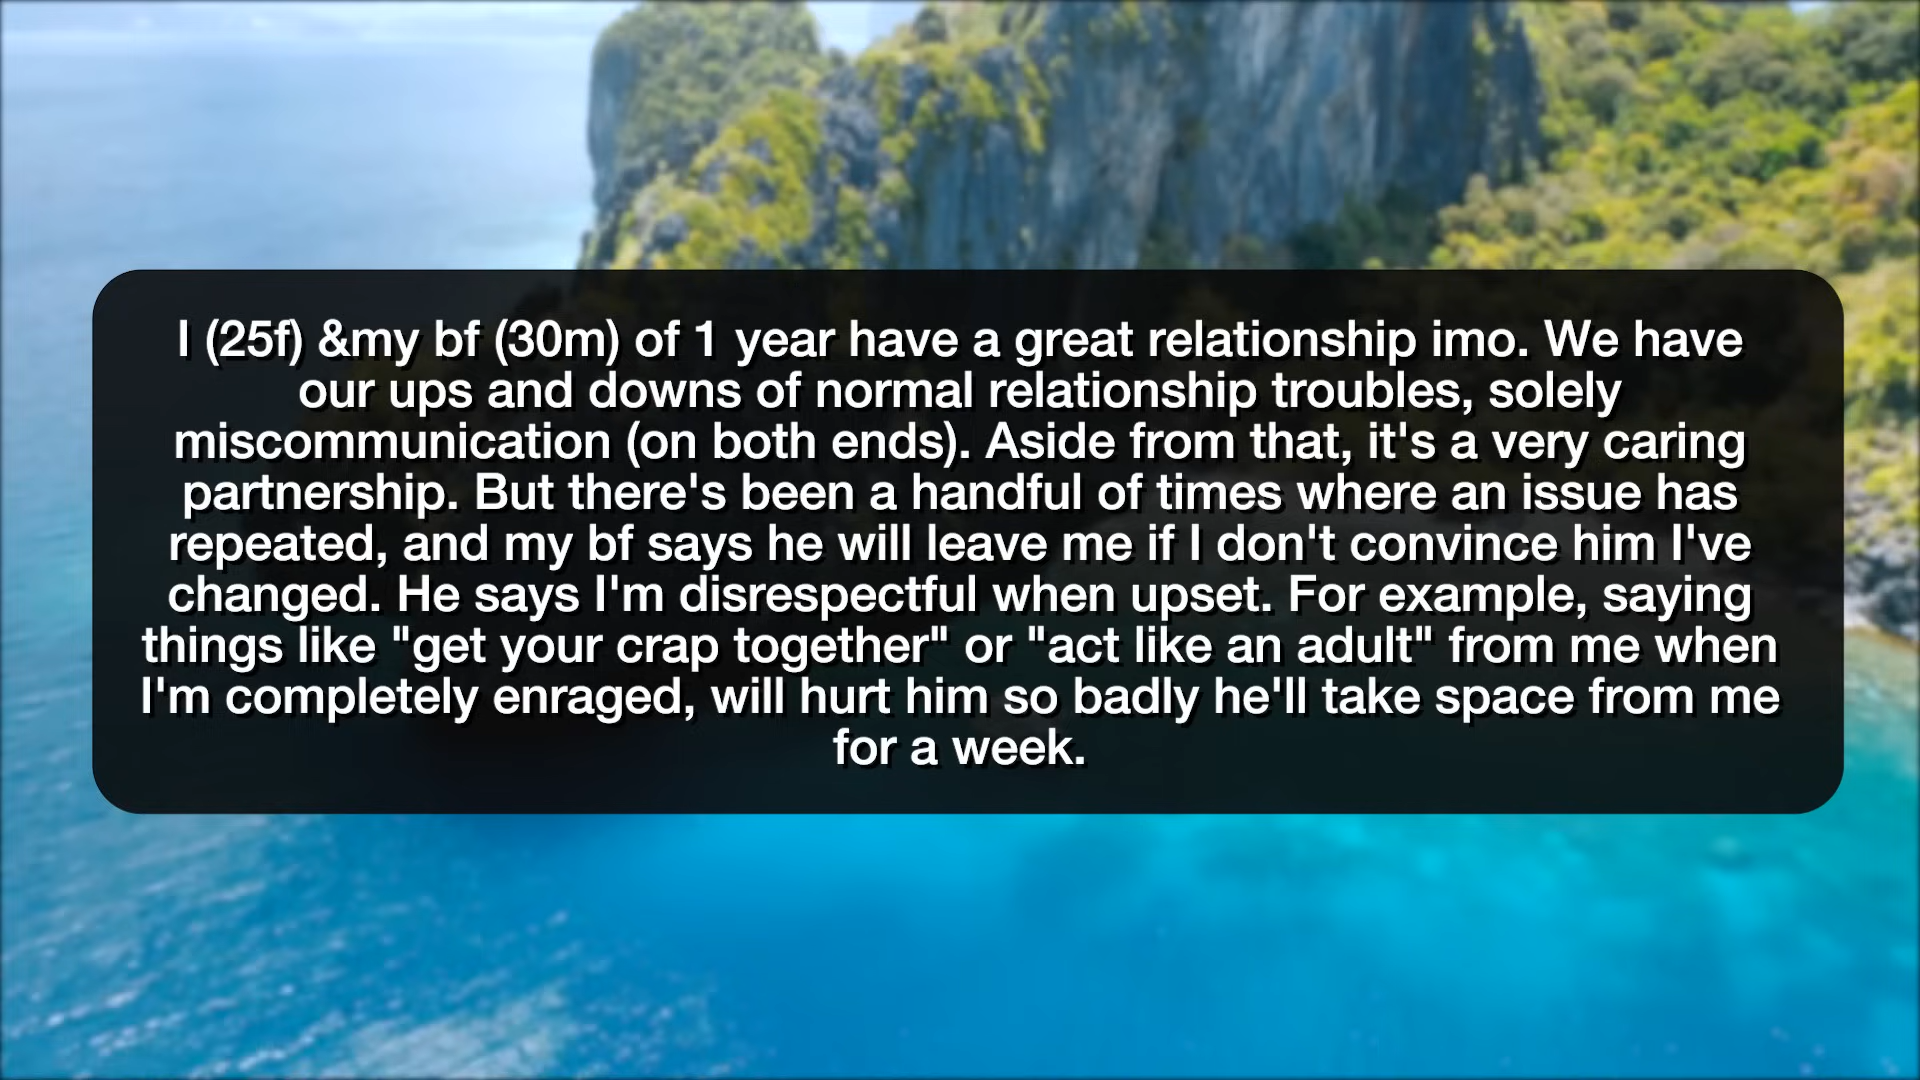 I (25f) &my bf (30m) of 1 year have a great relationship imo. We have
our ups and downs of normal relationship troubles, solely
miscommunication (on both ends). Aside from that, it's a very caring
partnership. But there's been a handful of times where an issue has
repeated, and my bf says he will leave me if I don't convince him I've
changed. He says I'm disrespectful when upset. For example, saying
things like "get your crap together" or "act like an adult" from me when
I'm completely enraged, will hurt him so badly he'll take space from me
for a week.